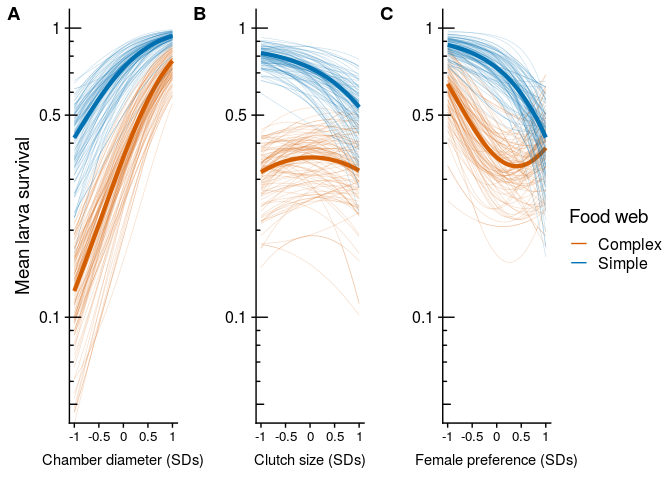 A
B
C
Mean larva survival
1
0.5
0.1
-1 -0.5 0 0.5 1
Chamber diameter (SDs)
1
0.5
0.1
-1 -0.5 0 0.5 1
Clutch size (SDs)
1
0.5
0.1
-1 -0.5 0 0.5 1
Female preference (SDs)
Food web
Complex
Simple